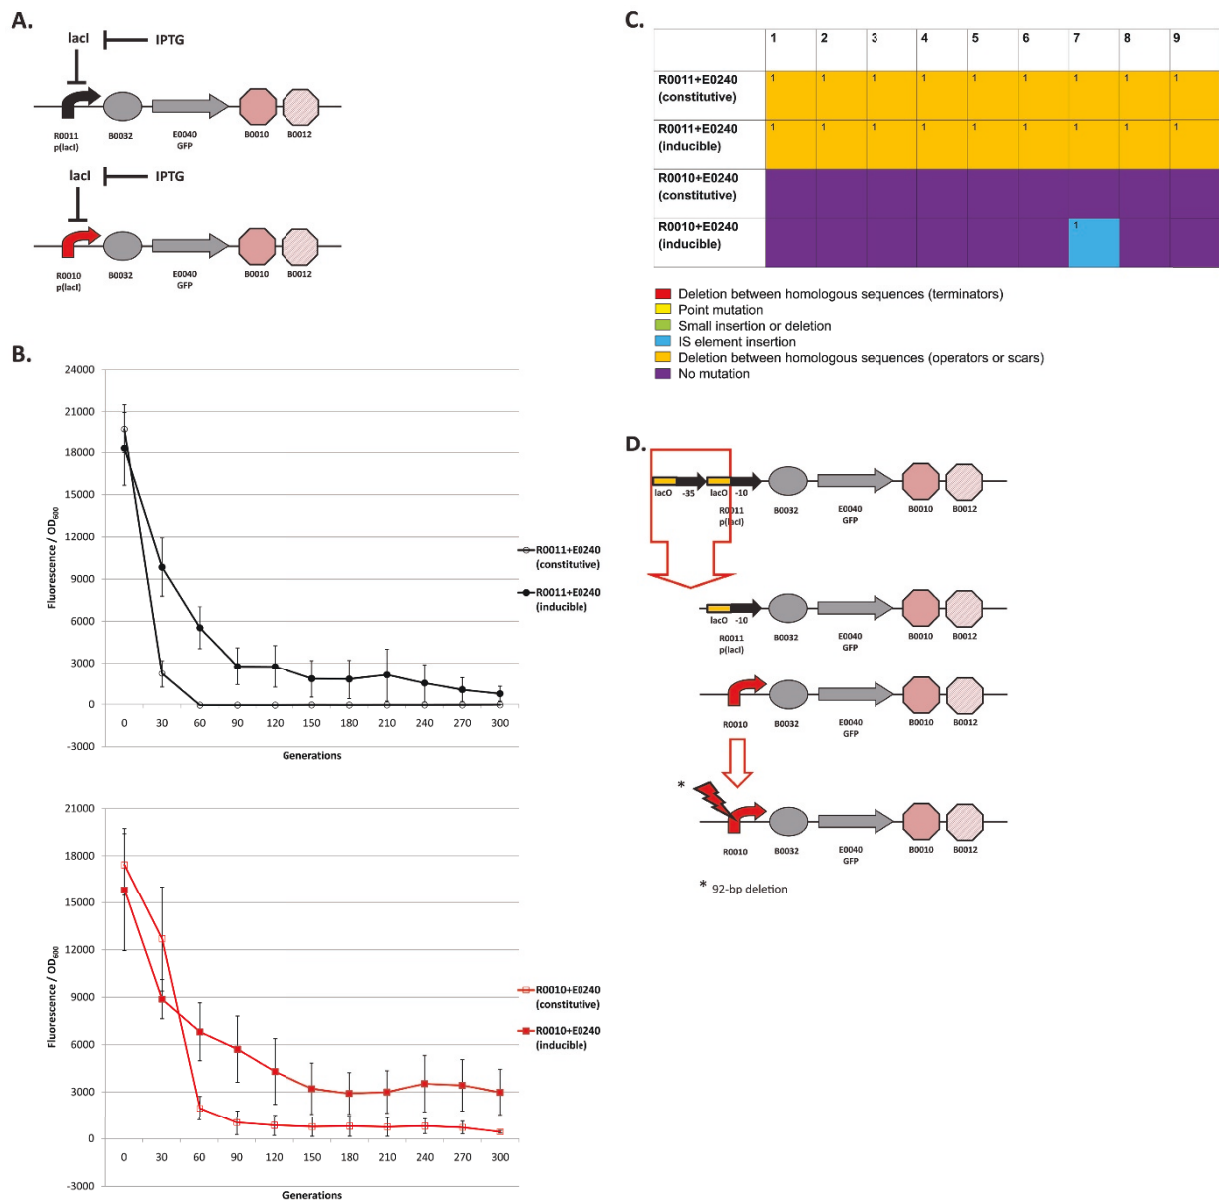 A.
lacI
IPTG
R0011
p(lacI)
B0032
E0040
GFP
B0010
B0012
lacI
IPTG
R0010
p(lacI)
B0032
E0040
GFP
B0010
B0012
B.
24000
21000
18000
15000
12000
9000
6000
3000
0
-3000
Fluorescence / OD600
0 30 60 90 120 150 180 210 240 270 300
Generations
R0011+E0240
(constitutive)
R0011+E0240
(inducible)
21000
18000
15000
12000
9000
6000
3000
0
-3000
Fluorescence / OD600
0 30 60 90 120 150 180 210 240 270 300
Generations
R0010+E0240
(constitutive)
R0010+E0240
(inducible)
C.
1 2 3 4 5 6 7 8 9
R0011+E0240
(constitutive)
1 1 1 1 1 1 1 1 1
R0011+E0240
(inducible)
1 1 1 1 1 1 1 1 1
R0010+E0240
(constitutive)
R0010+E0240
(inducible)
1
Deletion between homologous sequences (terminators)
Point mutation
Small insertion or deletion
IS element insertion
Deletion between homologous sequences (operators or scars)
No mutation
D.
lacO -35 lacO -10
R0011
p(lacI)
B0032
E0040
GFP
B0010
B0012
lacO -10
R0011
p(lacI)
B0032
E0040
GFP
B0010
B0012
R0010
B0032
E0040
GFP
B0010
B0012
*
R0010
B0032
E0040
GFP
B0010
B0012
* 92-bp deletion